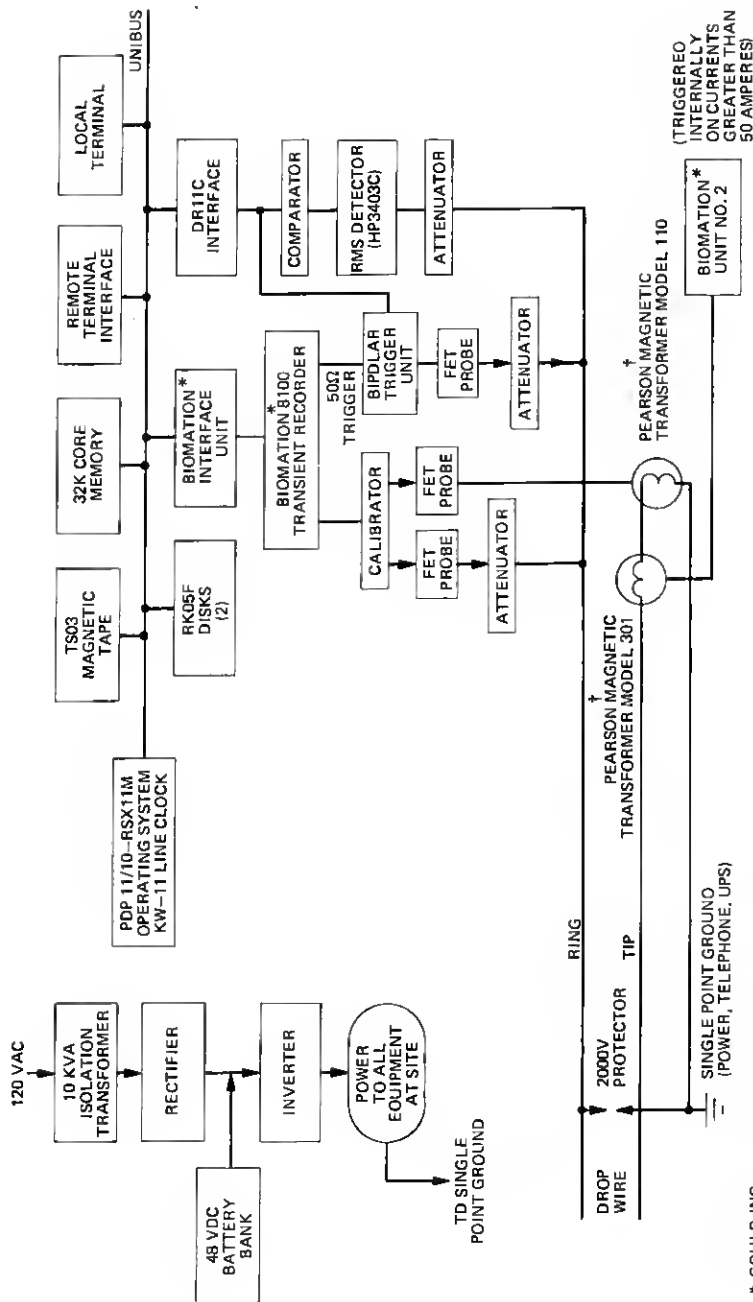 120 VAC
10 KVA
ISOLATION
TRANSFORMER
RECTIFIER
48 VDC
BATTERY
BANK
INVERTER
POWER
TO ALL
EQUIPMENT
AT SITE
TD SINGLE
POINT GROUND
PDP 11/10–RSX11M
OPERATING SYSTEM
KW–11 LINE CLOCK
TS03
MAGNETIC
TAPE
32K CORE
MEMORY
REMOTE
TERMINAL
INTERFACE
LOCAL
TERMINAL
UNIBUS
RK05F
DISKS
(2)
BIOMATION*
INTERFACE
UNIT
DR11C
INTERFACE
BIOMATION* 8100
TRANSIENT RECORDER
50Ω
TRIGGER
COMPARATOR
CALIBRATOR
BIPDLAR
TRIGGER
UNIT
RMS DETECTOR
(HP3403C)
FET
PROBE
FET
PROBE
FET
PROBE
ATTENUATOR
ATTENUATOR
ATTENUATOR
RING
DROP
WIRE
2000V
PROTECTOR
TIP
PEARSON MAGNETIC †
TRANSFORMER MODEL 301
PEARSON MAGNETIC †
TRANSFORMER MODEL 110
BIOMATION*
UNIT NO. 2
(TRIGGEREO
INTERNALLY
ON CURRENTS
GREATER THAN
50 AMPERES)
SINGLE POINT GROUND
(POWER, TELEPHONE, UPS)